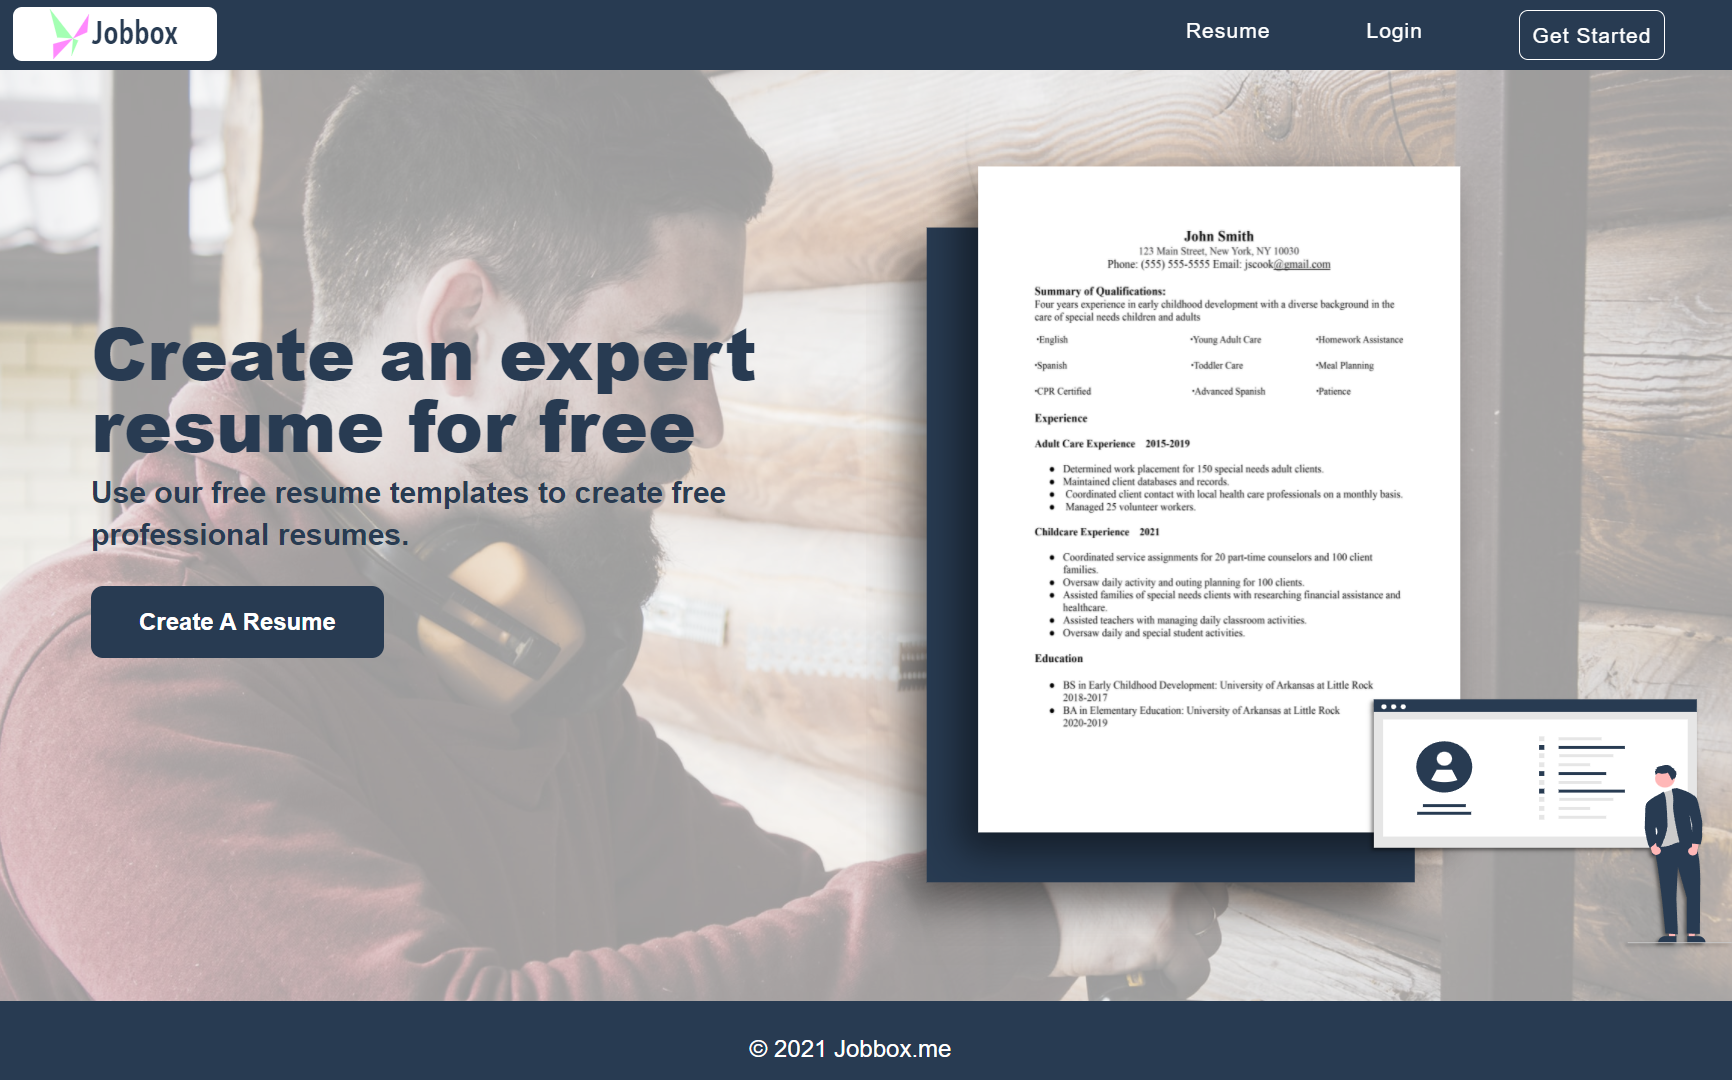 Jobbox
Resume
Login
Get Started
Create an expert
resume for free
Use our free resume templates to create free
professional resumes.
Create A Resume
John Smith
123 Main Street, New York, NY 10030
Phone: (555) 555-5555 Email: jscook@gmail.com
Summary of Qualifications:
Four years experience in early childhood development with a diverse background in the
care of special needs children and adults
•English •Young Adult Care •Homework Assistance
•Spanish •Toddler Care •Meal Planning
•CPR Certified •Advanced Spanish •Patience
Experience
Adult Care Experience 2015-2019
● Determined work placement for 150 special needs adult clients.
● Maintained client databases and records.
● Coordinated client contact with local health care professionals on a monthly basis.
● Managed 25 volunteer workers.
Childcare Experience 2021
● Coordinated service assignments for 20 part-time counselors and 100 client
families.
● Oversaw daily activity and outing planning for 100 clients.
● Assisted families of special needs clients with researching financial assistance and
healthcare.
● Assisted teachers with managing daily classroom activities.
● Oversaw daily and special student activities.
Education
● BS in Early Childhood Development: University of Arkansas at Little Rock
2018-2017
● BA in Elementary Education: University of Arkansas at Little Rock
2020-2019
© 2021 Jobbox.me